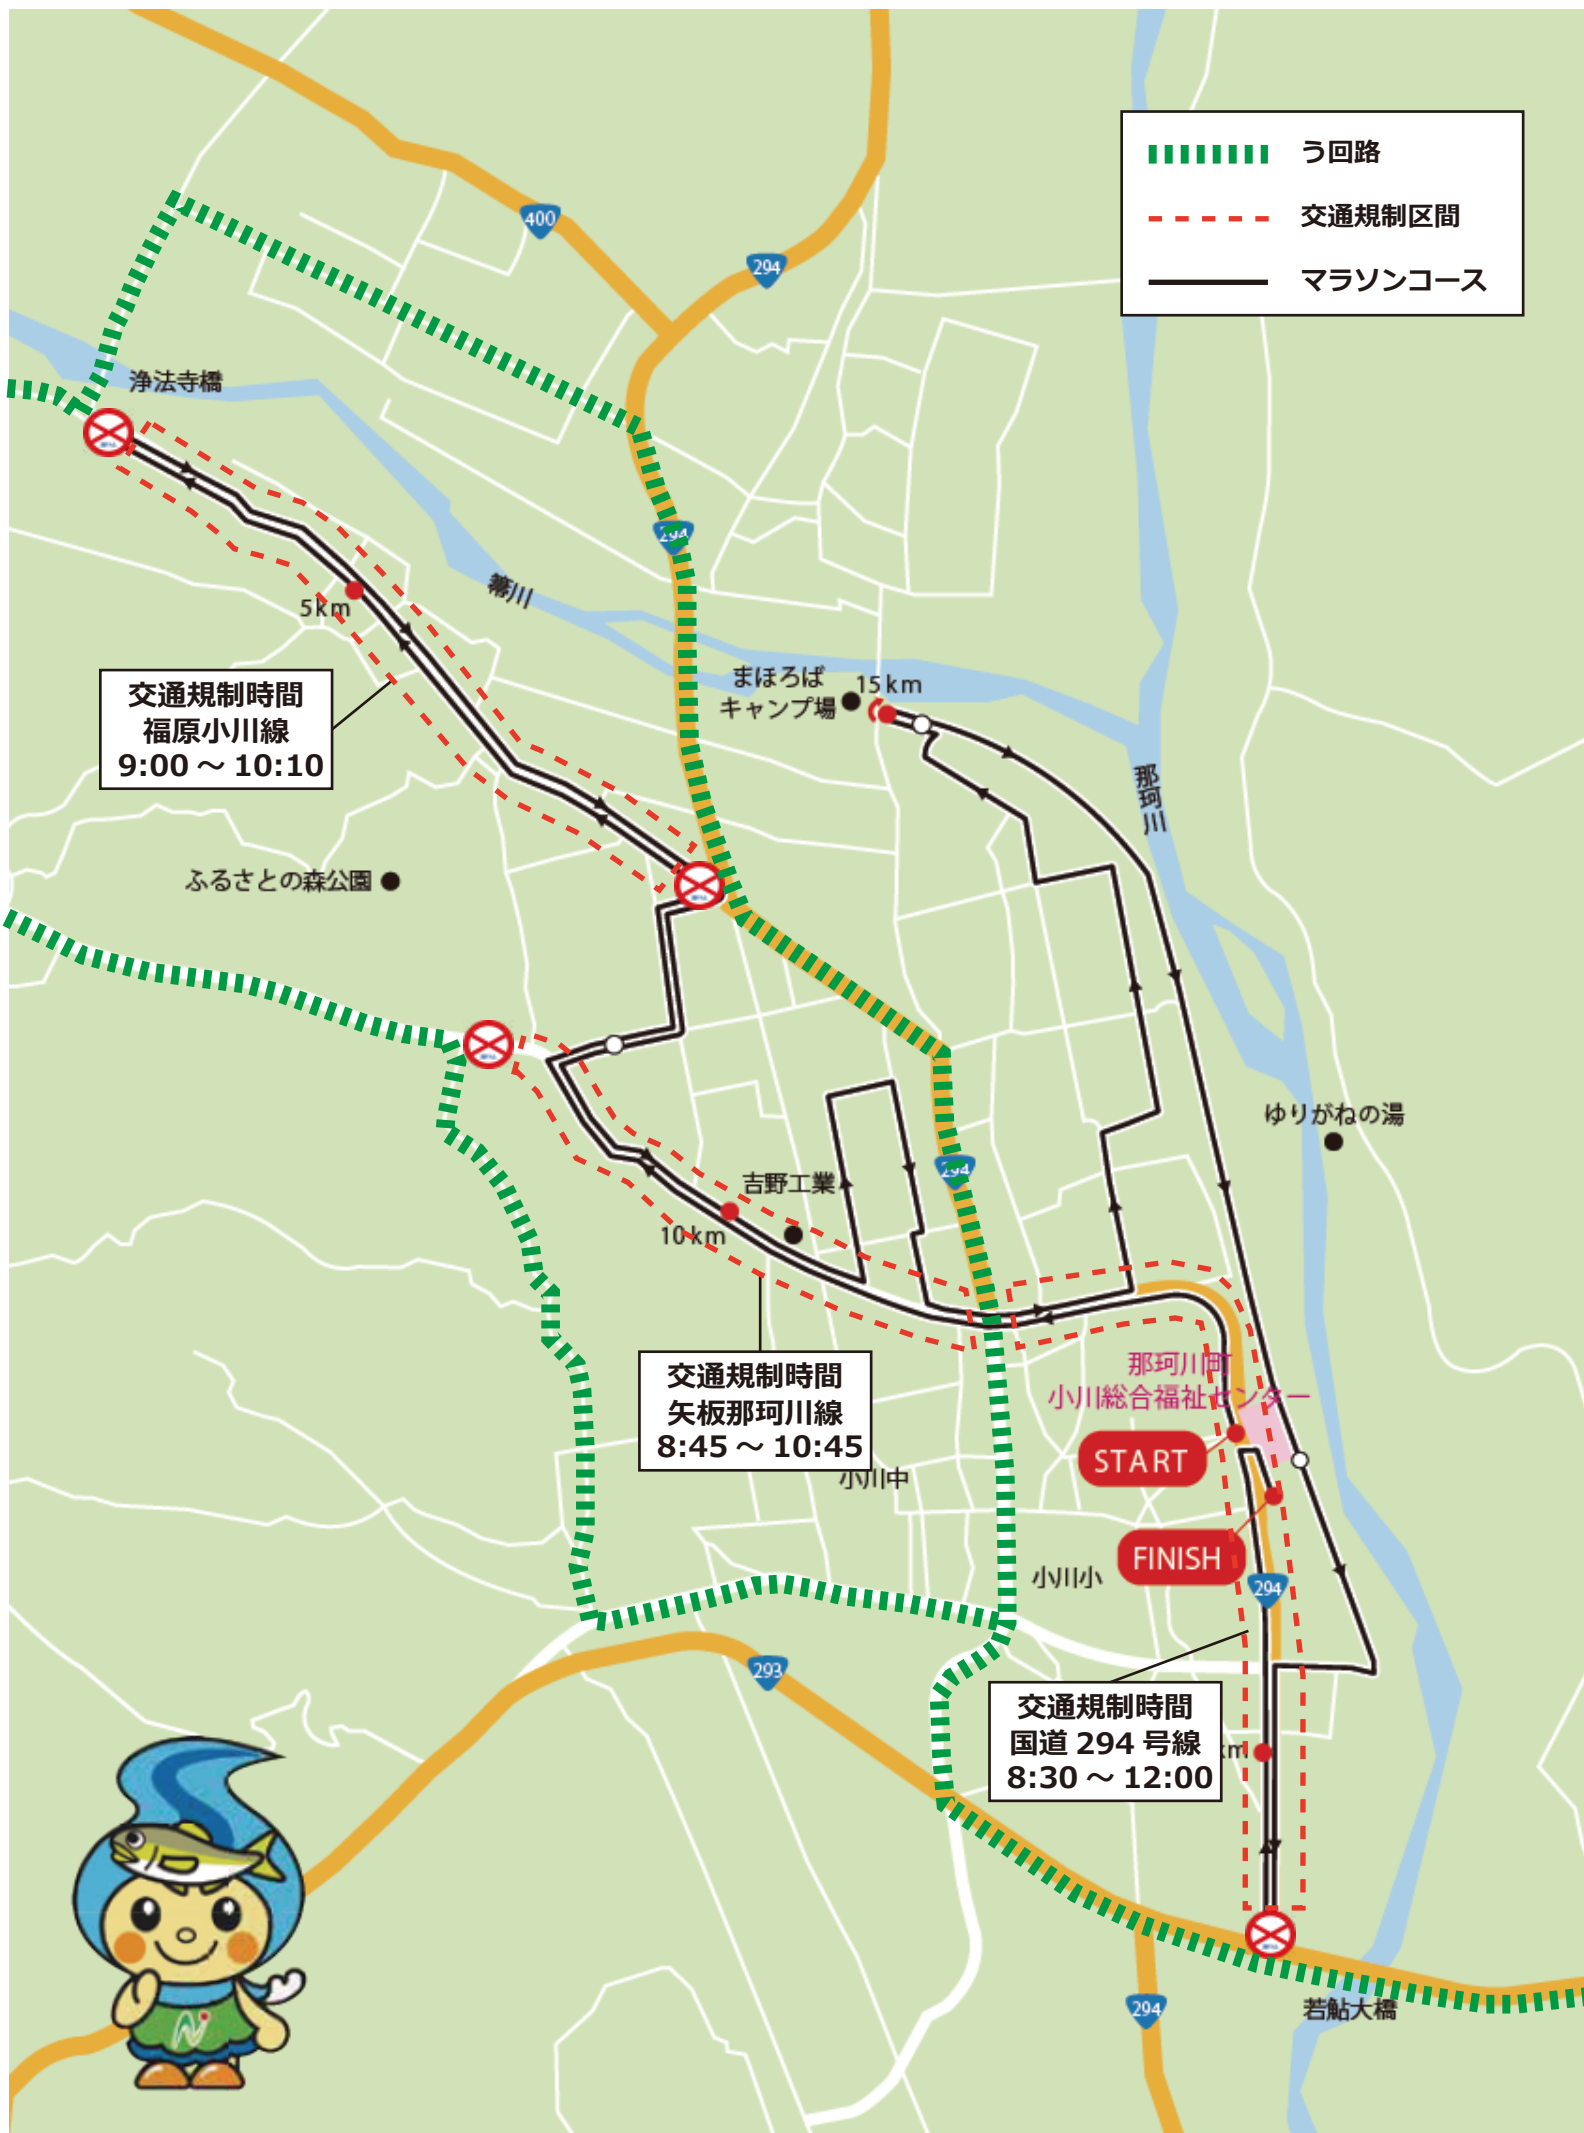 う回路
交通規制区間
マラソンコース
400
294
浄法寺橋
294
箒川
5km
まほろば
キャンプ場
15km
交通規制時間
福原小川線
9:00 ～ 10:10
那珂川
ふるさとの森公園
ゆりがねの湯
吉野工業
294
10km
那珂川町
小川総合福祉センター
交通規制時間
矢板那珂川線
8:45 ～ 10:45
START
小川中
FINISH
小川小
294
293
交通規制時間
国道 294 号線
8:30 ～ 12:00
km
若鮎大橋
294